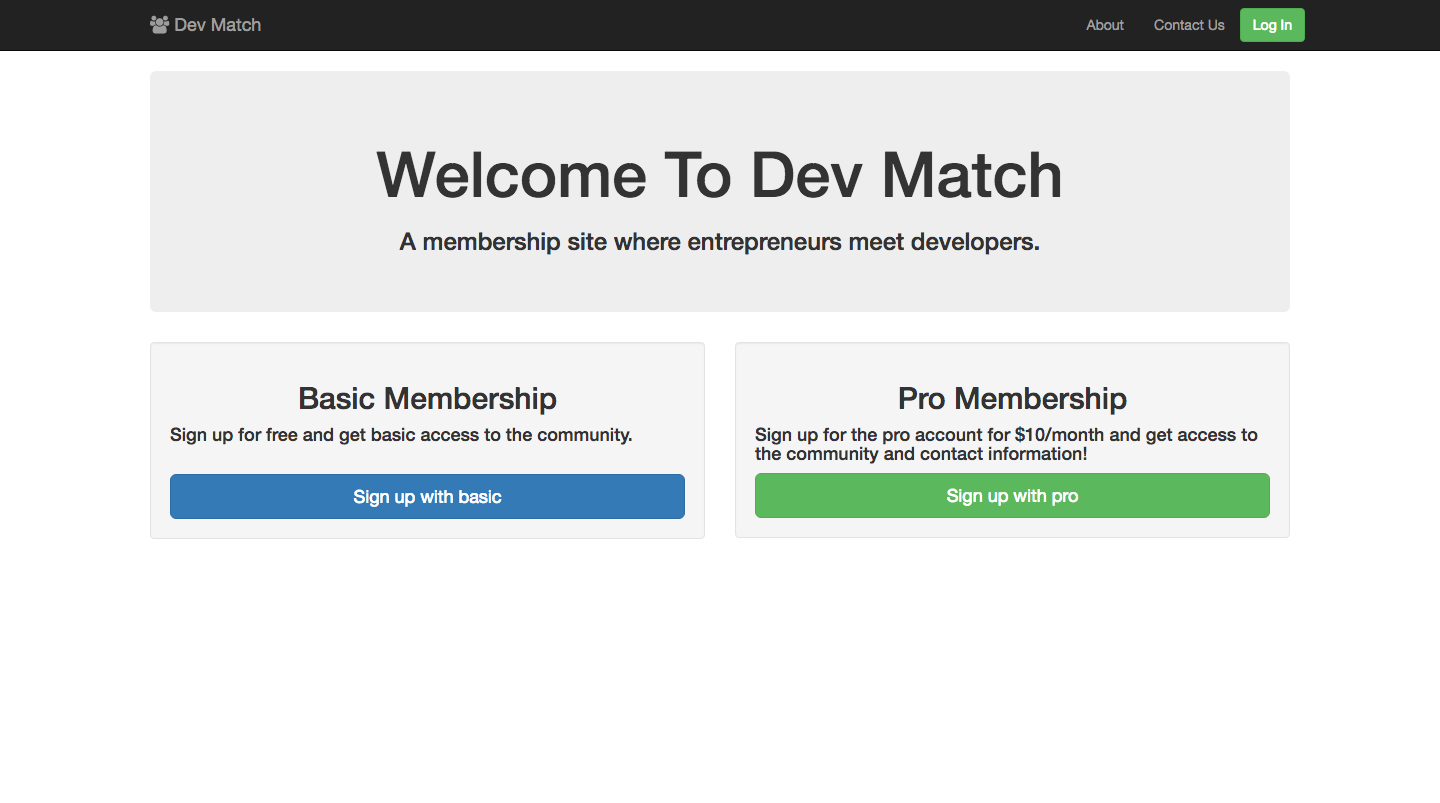 Dev Match
About
Contact Us
Log In
Welcome To Dev Match
A membership site where entrepreneurs meet developers.
Basic Membership
Sign up for free and get basic access to the community.
Sign up with basic
Pro Membership
Sign up for the pro account for $10/month and get access to
the community and contact information!
Sign up with pro